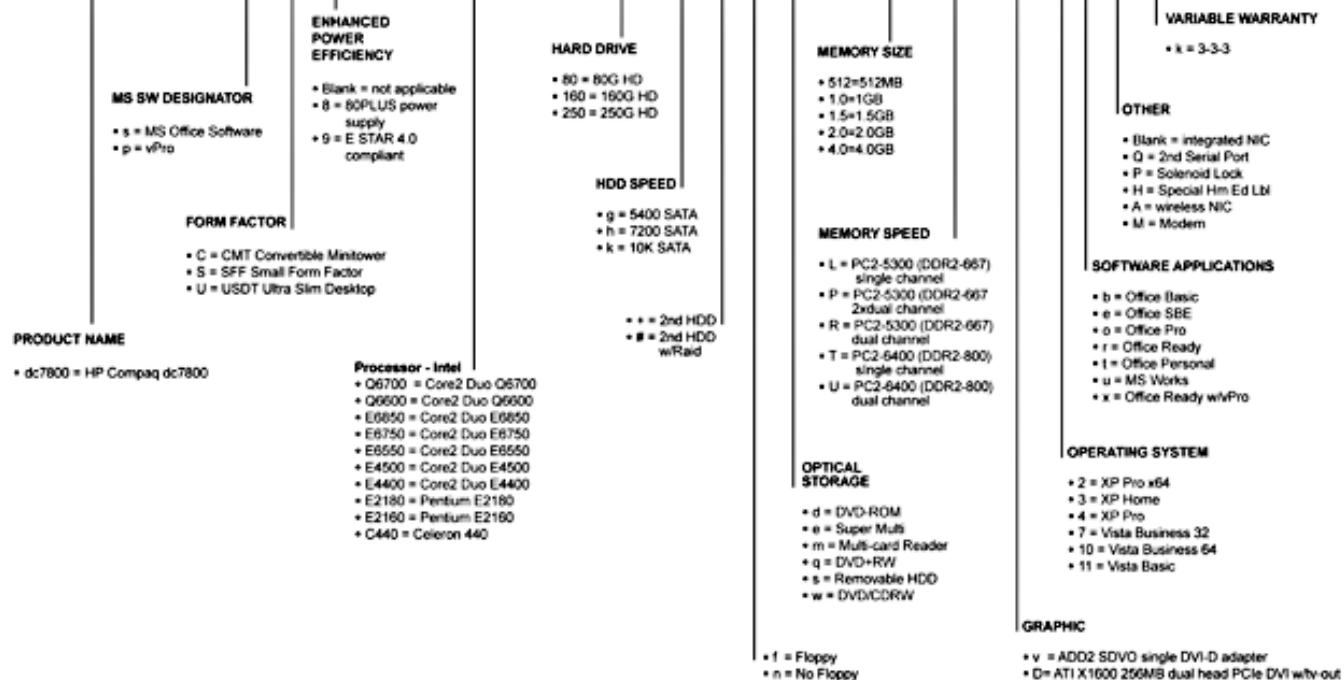 PRODUCT NAME
• dc7800 = HP Compaq dc7800
MS SW DESIGNATOR
• s = MS Office Software
• p = vPro
FORM FACTOR
• C = CMT Convertible Minitower
• S = SFF Small Form Factor
• U = USDT Ultra Slim Desktop
ENHANCED
POWER
EFFICIENCY
• Blank = not applicable
• 8 = 80PLUS power
supply
• 9 = E STAR 4.0
compliant
Processor - Intel
• Q6700 = Core2 Duo Q6700
• Q6600 = Core2 Duo Q6600
• E6850 = Core2 Duo E6850
• E6750 = Core2 Duo E6750
• E6550 = Core2 Duo E6550
• E4500 = Core2 Duo E4500
• E4400 = Core2 Duo E4400
• E2180 = Pentium E2180
• E2160 = Pentium E2160
• C440 = Celeron 440
HARD DRIVE
• 80 = 80G HD
• 160 = 160G HD
• 250 = 250G HD
HDD SPEED
• g = 5400 SATA
• h = 7200 SATA
• k = 10K SATA
• + = 2nd HDD
• # = 2nd HDD
w/Raid
• f = Floppy
• n = No Floppy
OPTICAL
STORAGE
• d = DVD-ROM
• e = Super Multi
• m = Multi-card Reader
• q = DVD+RW
• s = Removable HDD
• w = DVD/CDRW
MEMORY SIZE
• 512=512MB
• 1.0=1GB
• 1.5=1.5GB
• 2.0=2.0GB
• 4.0=4.0GB
MEMORY SPEED
• L = PC2-5300 (DDR2-667)
single channel
• P = PC2-5300 (DDR2-667
2xdual channel
• R = PC2-5300 (DDR2-667)
dual channel
• T = PC2-6400 (DDR2-800)
single channel
• U = PC2-6400 (DDR2-800)
dual channel
GRAPHIC
• v = ADD2 SDVO single DVI-D adapter
• D= ATI X1600 256MB dual head PCIe DVI w/tv-out
OPERATING SYSTEM
• 2 = XP Pro x64
• 3 = XP Home
• 4 = XP Pro
• 7 = Vista Business 32
• 10 = Vista Business 64
• 11 = Vista Basic
SOFTWARE APPLICATIONS
• b = Office Basic
• e = Office SBE
• o = Office Pro
• r = Office Ready
• t = Office Personal
• u = MS Works
• x = Office Ready w/vPro
OTHER
• Blank = integrated NIC
• Q = 2nd Serial Port
• P = Solenoid Lock
• H = Special Hm Ed Lbl
• A = wireless NIC
• M = Modem
VARIABLE WARRANTY
• k = 3-3-3